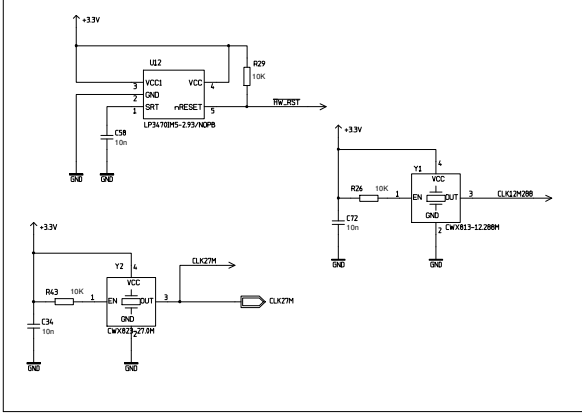 +3.3V
U12
R29
10K
VCC1
VCC
3
4
GND
2
SRT
nRESET
1
5
HW_RST
LP3470IM5-2.93/NOPB
C58
10n
GND
GND
+3.3V
4
Y1
VCC
R26
10K
1
EN
OUT
3
CLK12M288
GND
C72
10n
2
CWX813-12.288M
GND
GND
+3.3V
CLK27M
Y2
4
VCC
R43
10K
1
EN
OUT
3
CLK27M
GND
C34
10n
CWX823-27.0M
2
GND
GND